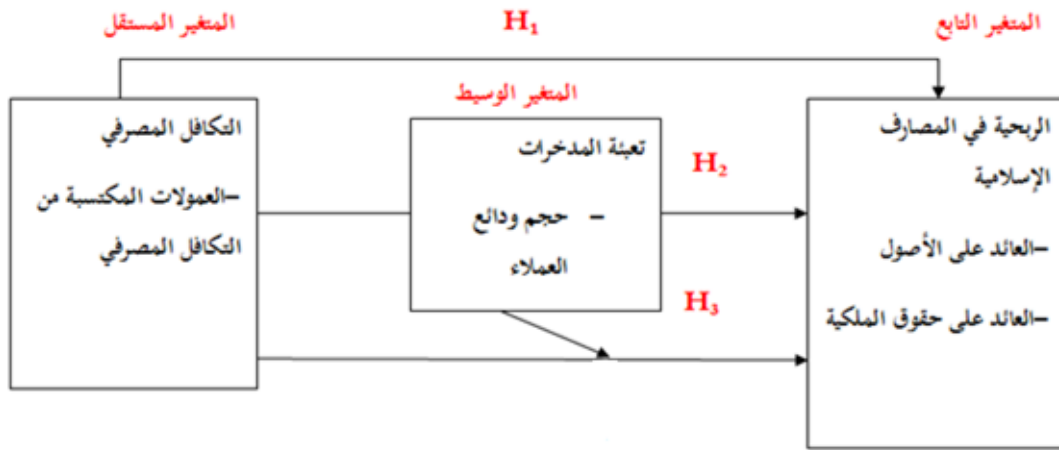 المتغير المستقل
H1
المتغير التابع
المتغير الوسيط
التكافل المصرفي
-العمولات المكتسبة من
التكافل المصرفي
تعبئة المدخرات
- حجم ودائع
العملاء
H2
H3
الربحية في المصارف
الإسلامية
-العائد على الأصول
-العائد على حقوق الملكية